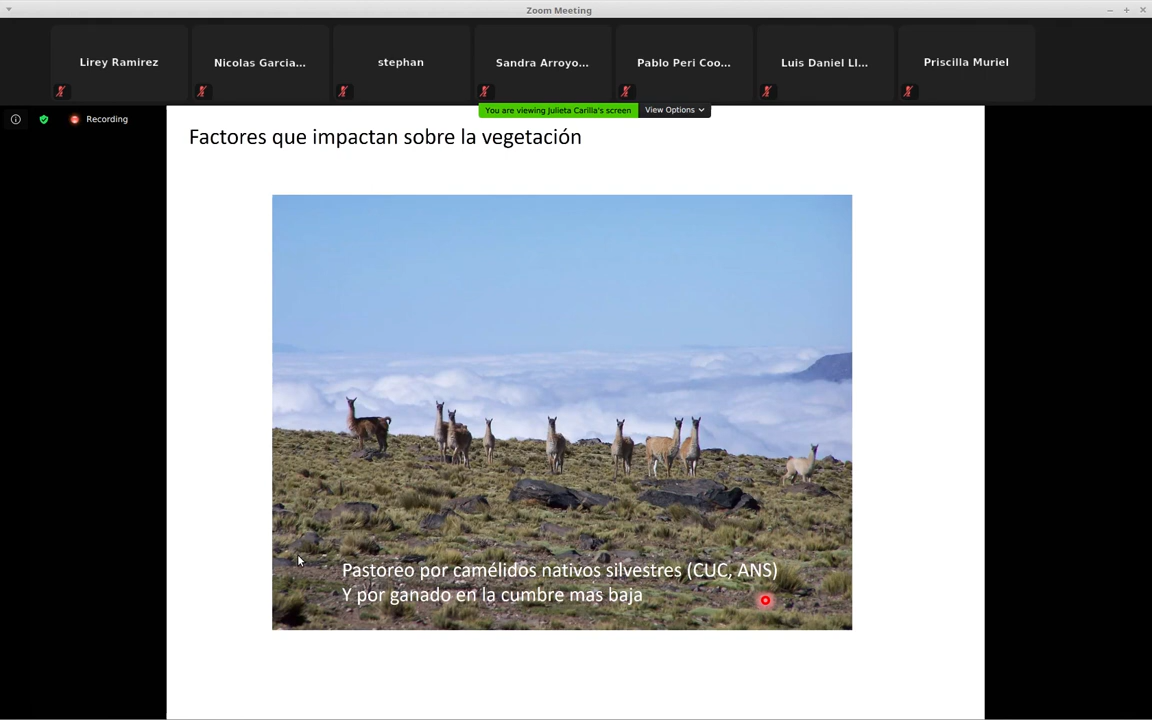 Zoom Meeting
Lirey Ramirez
Nicolas Garcia...
stephan
Sandra Arroyo...
Pablo Peri Coo...
Luis Daniel Ll...
Priscilla Muriel
You are viewing Julieta Carilla's screen
View Options
Recording
Factores que impactan sobre la vegetación
Pastoreo por camélidos nativos silvestres (CUC, ANS)
Y por ganado en la cumbre mas baja